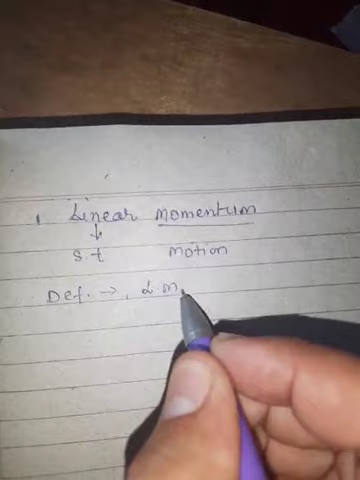 1 Linear Momentum
↓
S.t Motion
Def. → , L.M.